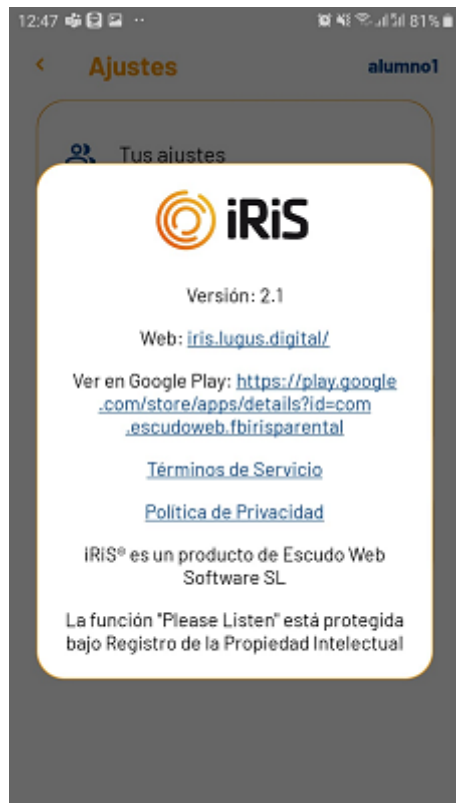 12:47 81%
Ajustes alumno1
Tus ajustes
iRiS
Versión: 2.1
Web: iris.lugus.digital/
Ver en Google Play: https://play.google
.com/store/apps/details?id=com
.escudoweb.fbirisparental
Términos de Servicio
Política de Privacidad
iRiS® es un producto de Escudo Web
Software SL
La función "Please Listen" está protegida
bajo Registro de la Propiedad Intelectual